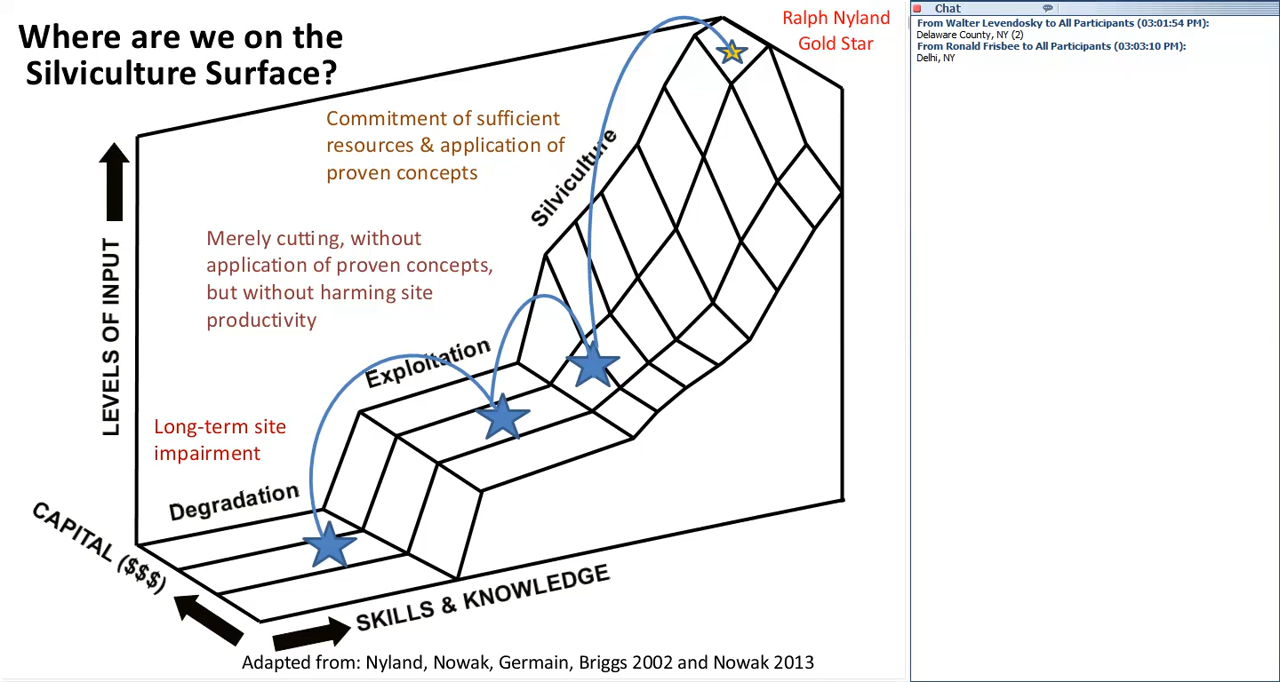 Where are we on the
Silviculture Surface?
Ralph Nyland
Gold Star
Commitment of sufficient
resources & application of
proven concepts
Silviculture
Merely cutting, without
application of proven concepts,
but without harming site
productivity
Exploitation
Long-term site
impairment
Degradation
LEVELS OF INPUT
CAPITAL ($$$)
SKILLS & KNOWLEDGE
Adapted from: Nyland, Nowak, Germain, Briggs 2002 and Nowak 2013
Chat
From Walter Levendosky to All Participants (03:01:54 PM):
Delaware County, NY (2)
From Ronald Frisbee to All Participants (03:03:10 PM):
Delhi, NY